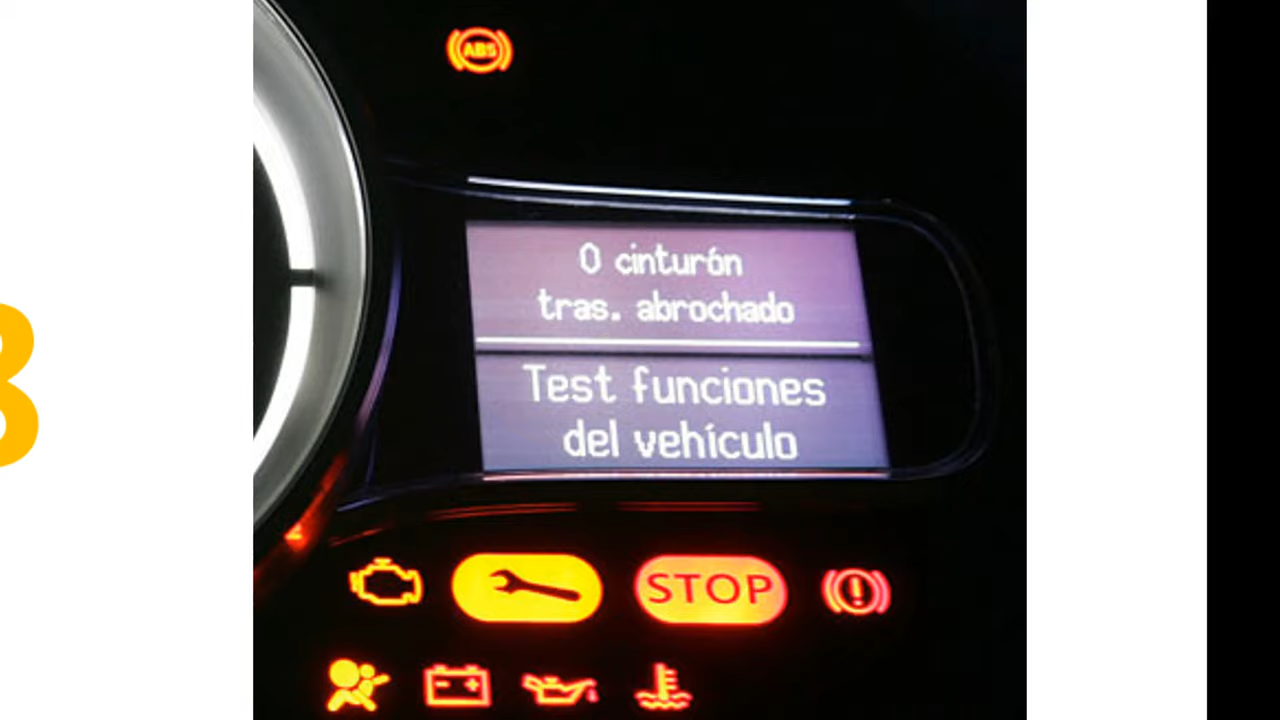 ABS
0 cinturón
tras. abrochado
Test funciones
del vehículo
STOP